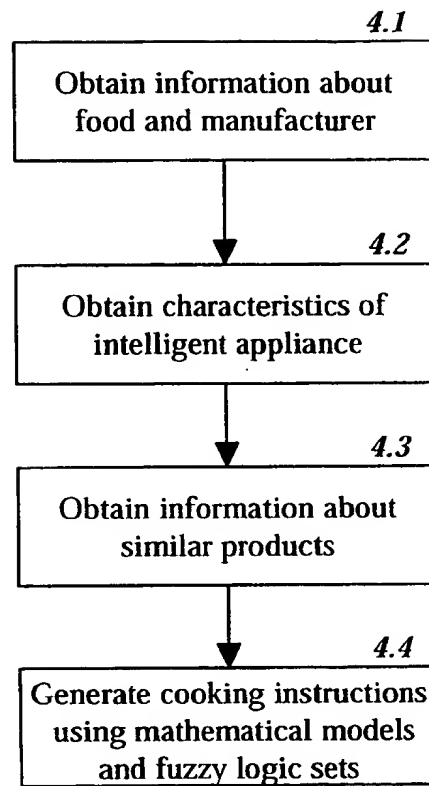 4.1
Obtain information about
food and manufacturer
4.2
Obtain characteristics of
intelligent appliance
4.3
Obtain information about
similar products
4.4
Generate cooking instructions
using mathematical models
and fuzzy logic sets